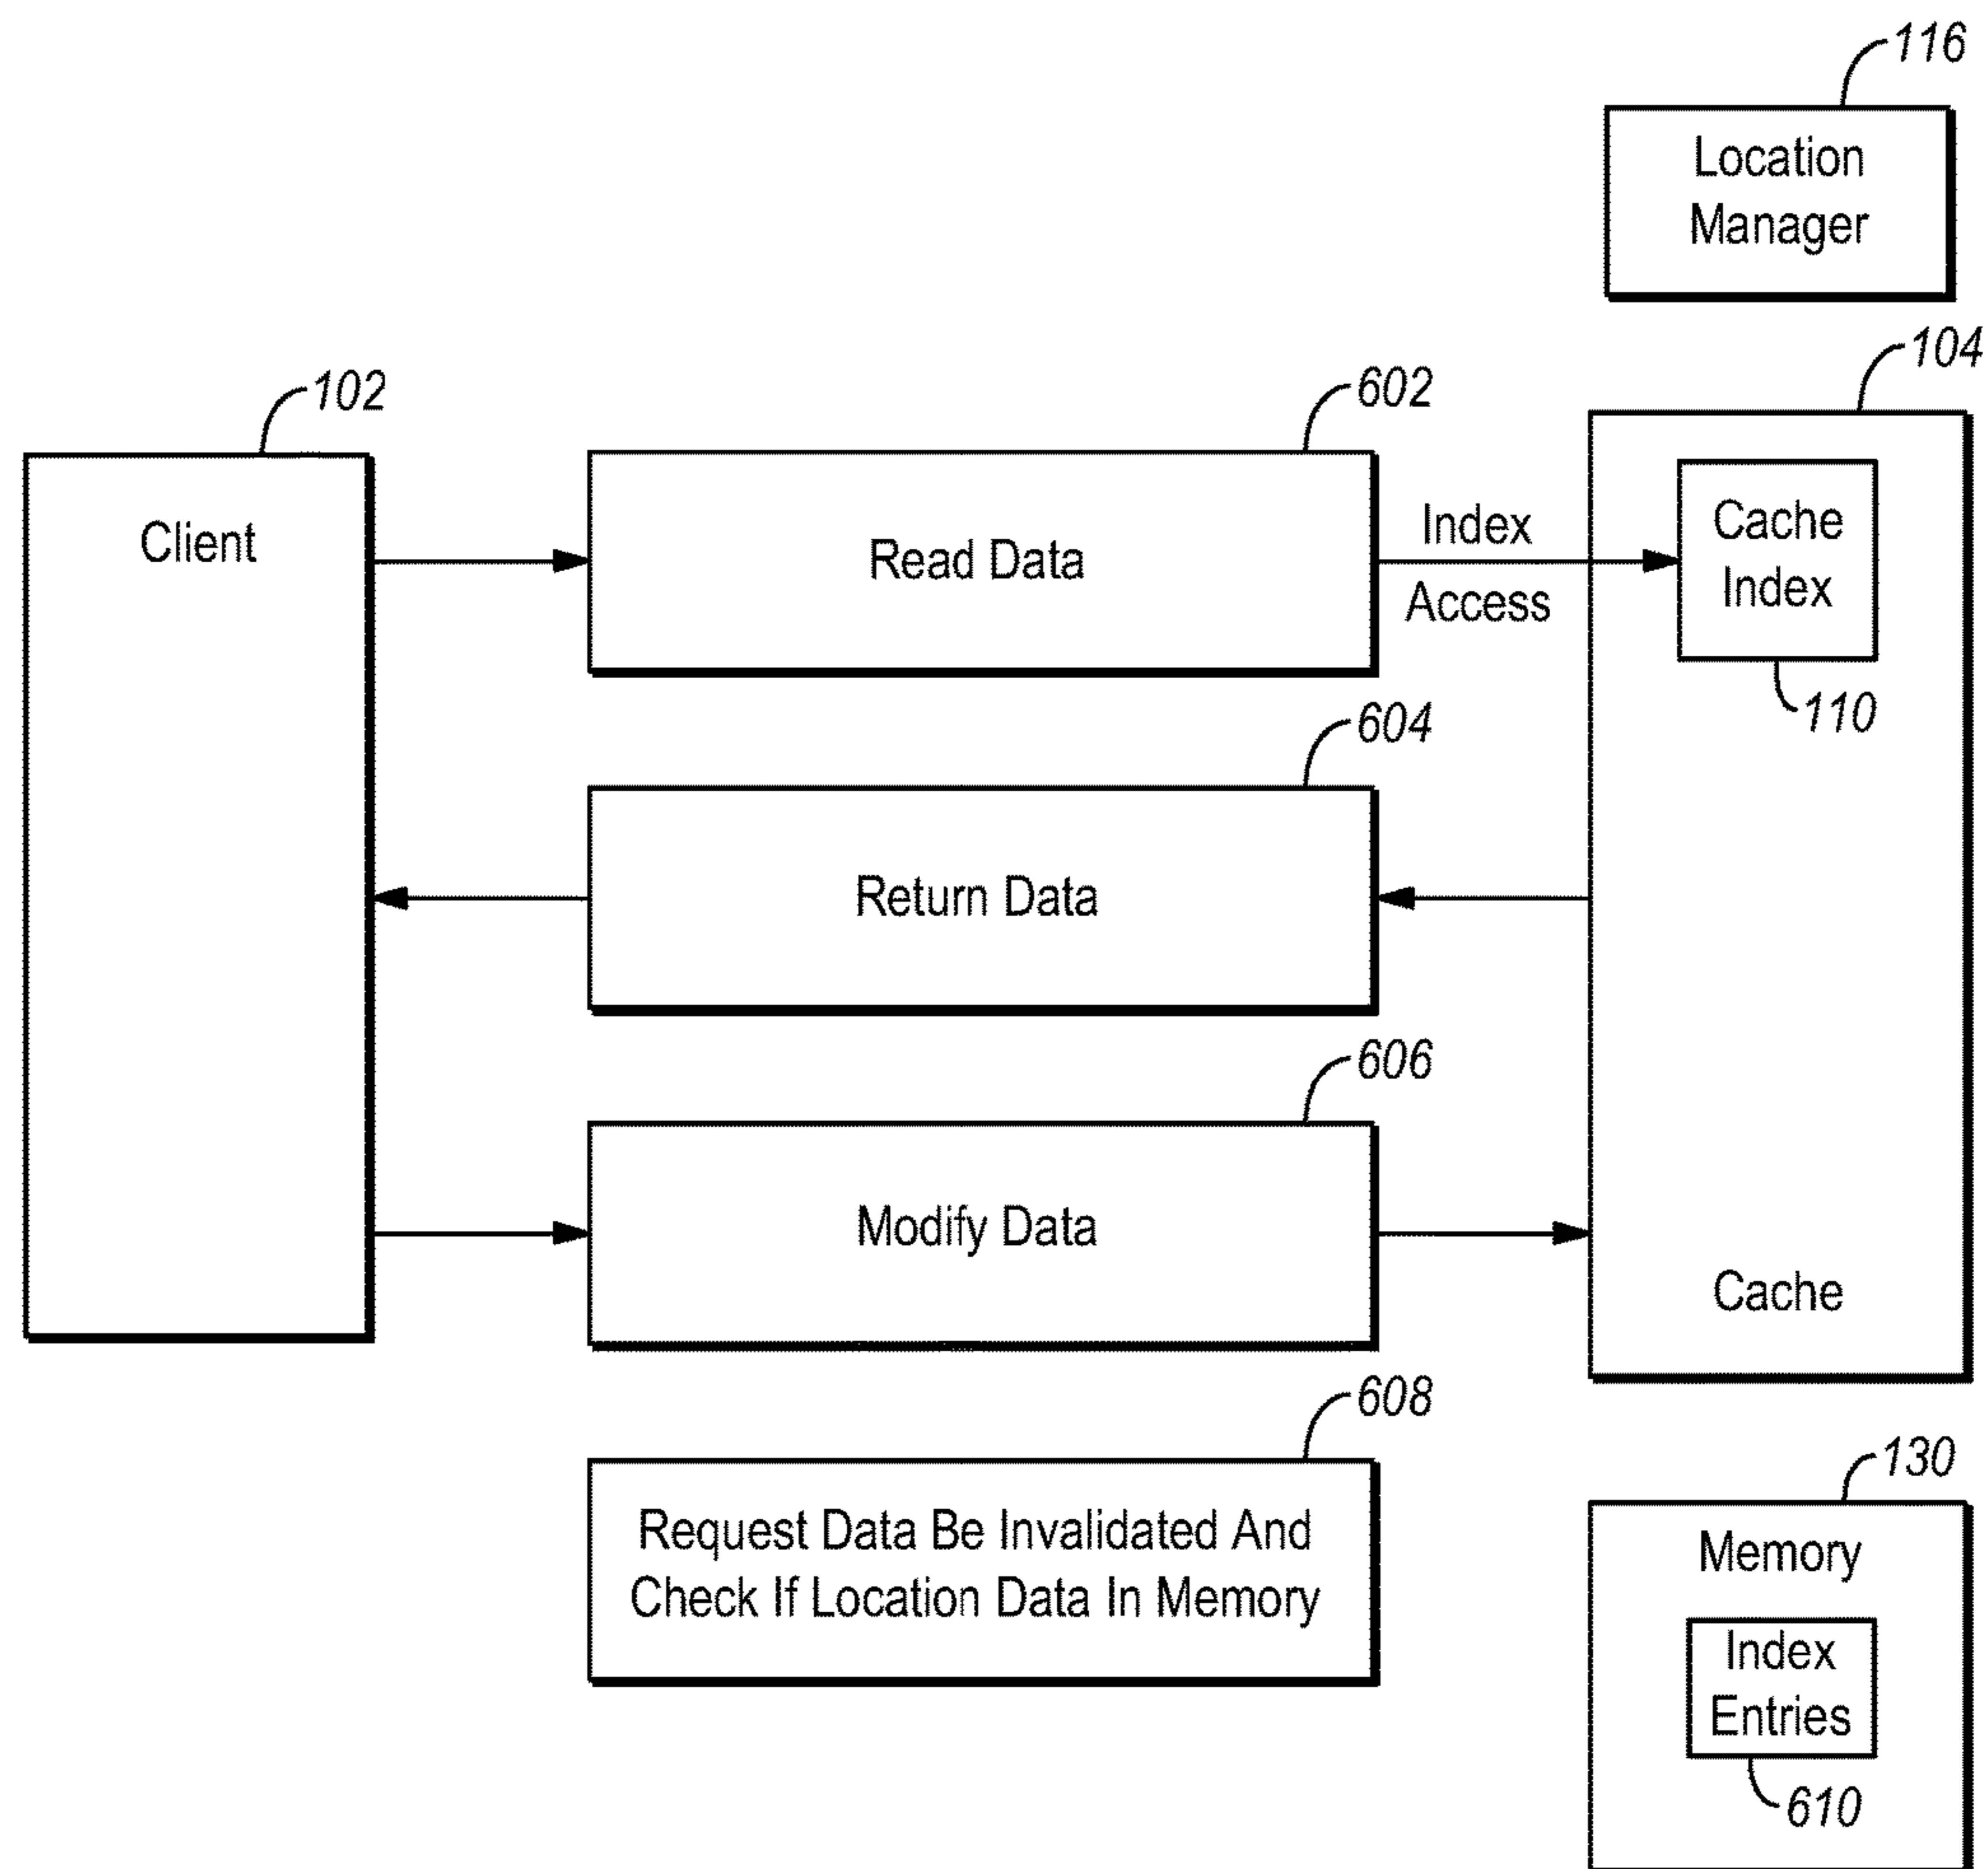 116
Location
Manager
104
102
602
Client
Read Data
Index
Access
Cache
Index
110
604
Return Data
606
Modify Data
Cache
608
Request Data Be Invalidated And
Check If Location Data In Memory
130
Memory
Index
Entries
610